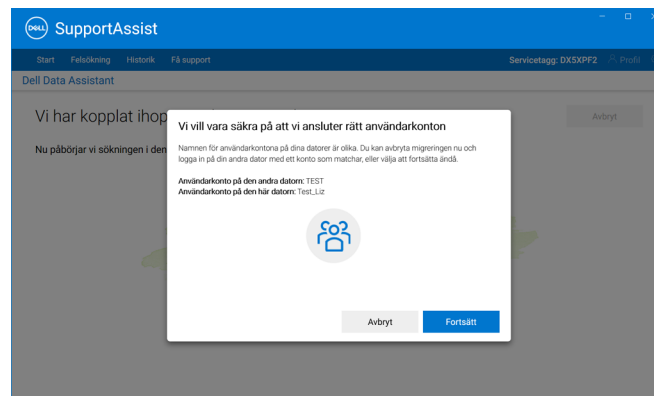 DELL SupportAssist
Start Felsökning Historik Få support Servicetagg: DX5XPF2 Profil
Dell Data Assistant
Vi har kopplat ihop
Avbryt
Nu påbörjar vi sökningen i den
Vi vill vara säkra på att vi ansluter rätt användarkonton
Namnen för användarkontona på dina datorer är olika. Du kan avbryta migreringen nu och
logga in på din andra dator med ett konto som matchar, eller välja att fortsätta ändå.
Användarkonto på den andra datorn: TEST
Användarkonto på den här datorn: Test_Liz
Avbryt Fortsätt